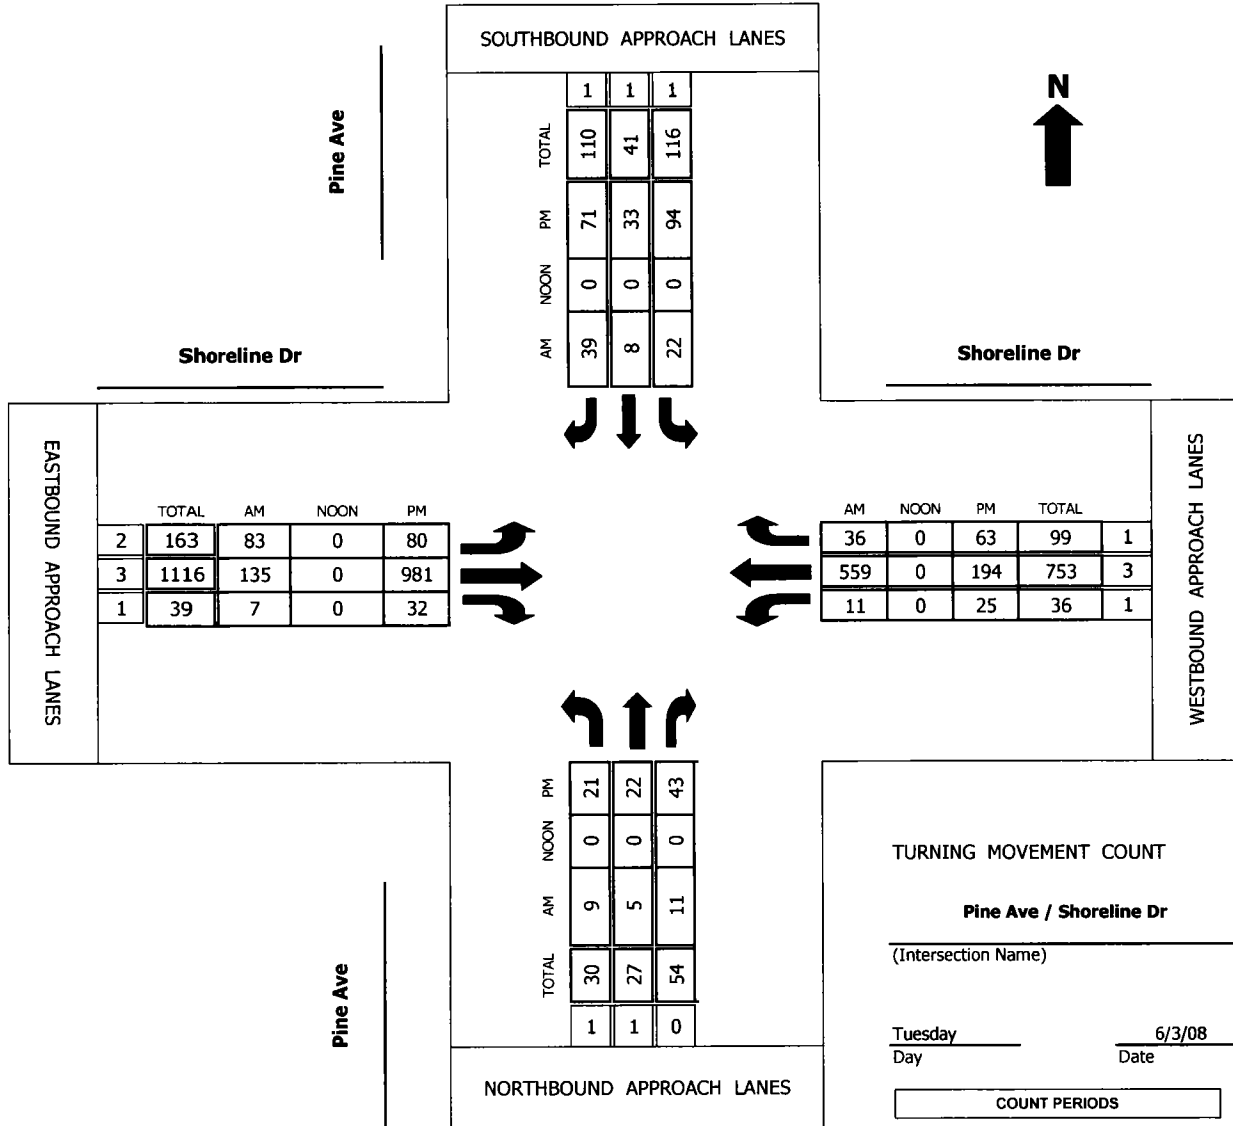 SOUTHBOUND APPROACH LANES
1 1 1
TOTAL 110 41 116
PM 71 33 94
NOON 0 0 0
AM 39 8 22
Pine Ave
N
Shoreline Dr
Shoreline Dr
EASTBOUND APPROACH LANES
TOTAL AM NOON PM
2 163 83 0 80
3 1116 135 0 981
1 39 7 0 32
AM NOON PM TOTAL
36 0 63 99 1
559 0 194 753 3
11 0 25 36 1
WESTBOUND APPROACH LANES
PM 21 22 43
NOON 0 0 0
AM 9 5 11
TOTAL 30 27 54
1 1 0
Pine Ave
NORTHBOUND APPROACH LANES
TURNING MOVEMENT COUNT
Pine Ave / Shoreline Dr
(Intersection Name)
Tuesday 6/3/08
Day Date
COUNT PERIODS